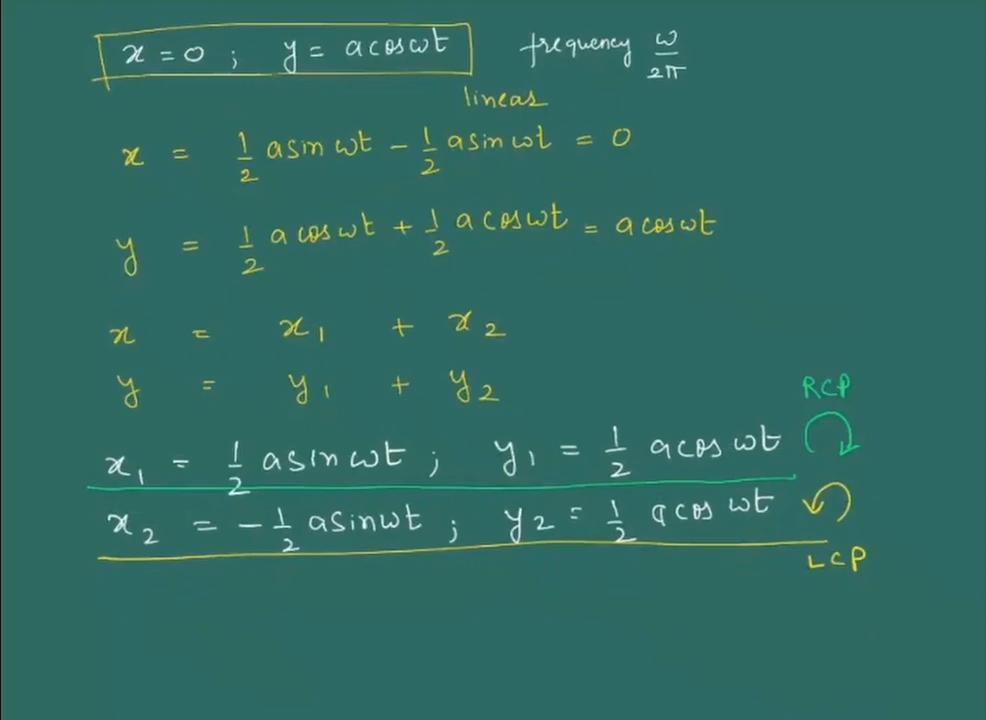 x = 0 ; y = a cos ωt frequency ω/2π
linear
x = 1/2 a sin ωt - 1/2 a sin ωt = 0
y = 1/2 a cos ωt + 1/2 a cos ωt = a cos ωt
x = x₁ + x₂
y = y₁ + y₂
RCP
x₁ = 1/2 a sin ωt ; y₁ = 1/2 a cos ωt
x₂ = - 1/2 a sin ωt ; y₂ = 1/2 a cos ωt
LCP